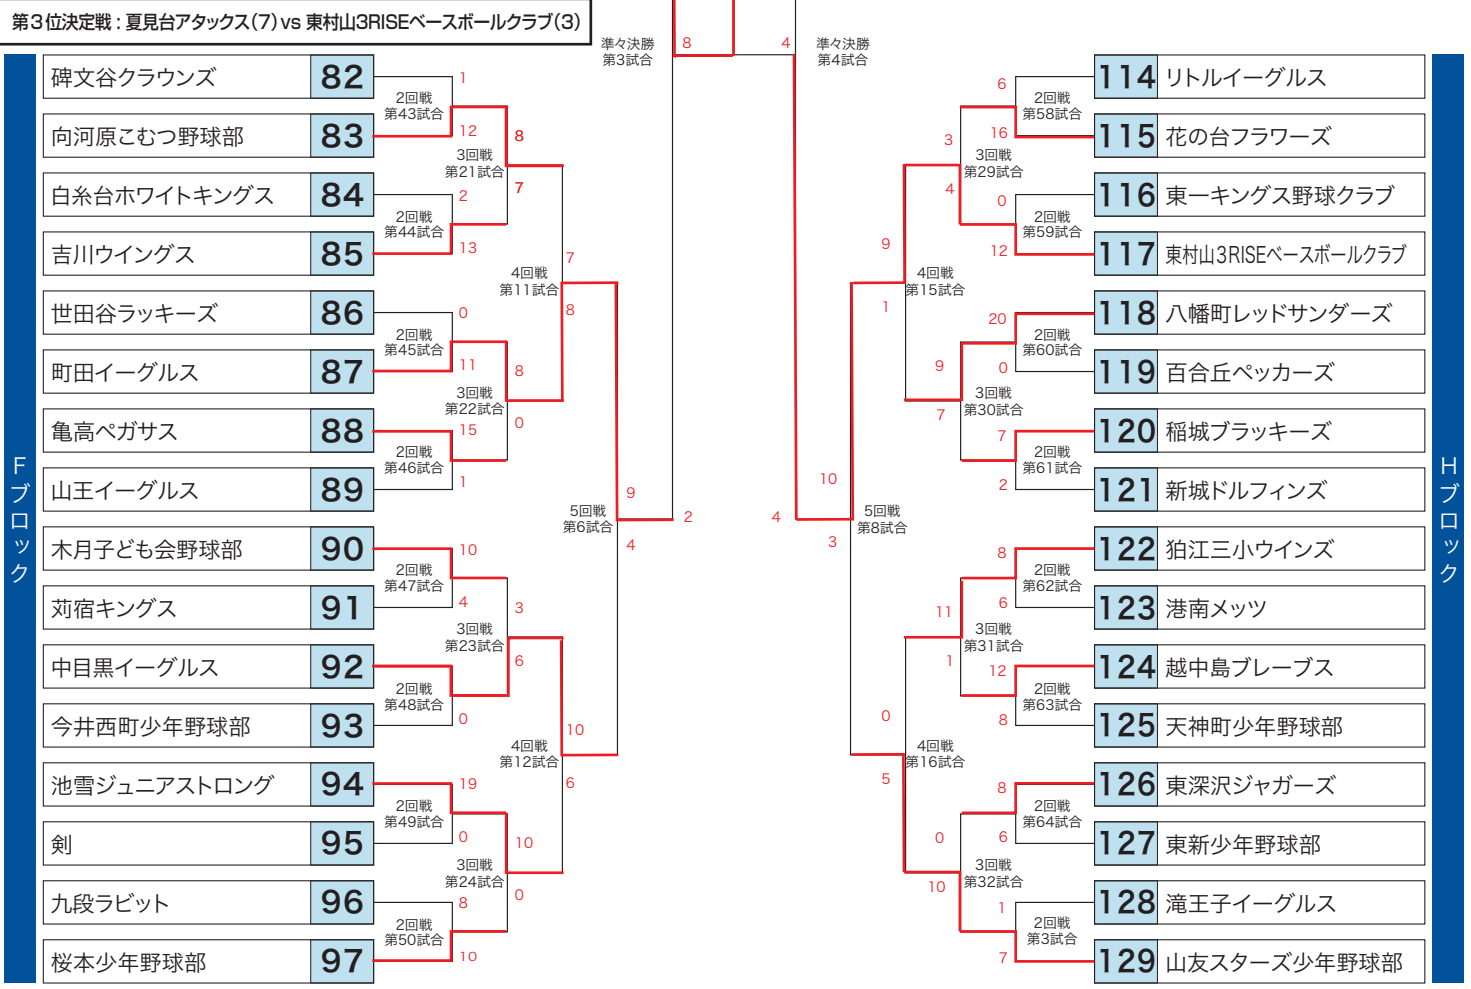 第3位決定戦：夏見台アタックス(7) vs 東村山3RISEベースボールクラブ(3)
準々決勝
第3試合
8
4
準々決勝
第4試合
Fブロック
碑文谷クラウンズ 82
1
2回戦
第43試合
12
向河原こむつ野球部 83
8
3回戦
第21試合
7
白糸台ホワイトキングス 84
2
2回戦
第44試合
13
吉川ウイングス 85
7
4回戦
第11試合
8
世田谷ラッキーズ 86
0
2回戦
第45試合
11
町田イーグルス 87
8
3回戦
第22試合
0
亀高ペガサス 88
15
2回戦
第46試合
1
山王イーグルス 89
9
5回戦
第6試合
4
2
木月子ども会野球部 90
10
2回戦
第47試合
4
苅宿キングス 91
3
3回戦
第23試合
6
中目黒イーグルス 92
2回戦
第48試合
0
今井西町少年野球部 93
10
4回戦
第12試合
6
池雪ジュニアストロング 94
19
2回戦
第49試合
0
剣 95
10
3回戦
第24試合
0
九段ラビット 96
8
2回戦
第50試合
10
桜本少年野球部 97
Hブロック
114 リトルイーグルス
6
2回戦
第58試合
16
115 花の台フラワーズ
3
3回戦
第29試合
4
116 東一キングス野球クラブ
0
2回戦
第59試合
12
117 東村山3RISEベースボールクラブ
9
4回戦
第15試合
1
118 八幡町レッドサンダーズ
20
2回戦
第60試合
0
119 百合丘ペッカーズ
9
3回戦
第30試合
7
120 稲城ブラッキーズ
7
2回戦
第61試合
2
121 新城ドルフィンズ
10
5回戦
第8試合
3
4
122 狛江三小ウインズ
8
2回戦
第62試合
6
123 港南メッツ
11
3回戦
第31試合
1
124 越中島ブレーブス
12
2回戦
第63試合
8
125 天神町少年野球部
0
4回戦
第16試合
5
126 東深沢ジャガーズ
8
2回戦
第64試合
6
127 東新少年野球部
0
3回戦
第32試合
10
128 滝王子イーグルス
1
2回戦
第3試合
7
129 山友スターズ少年野球部